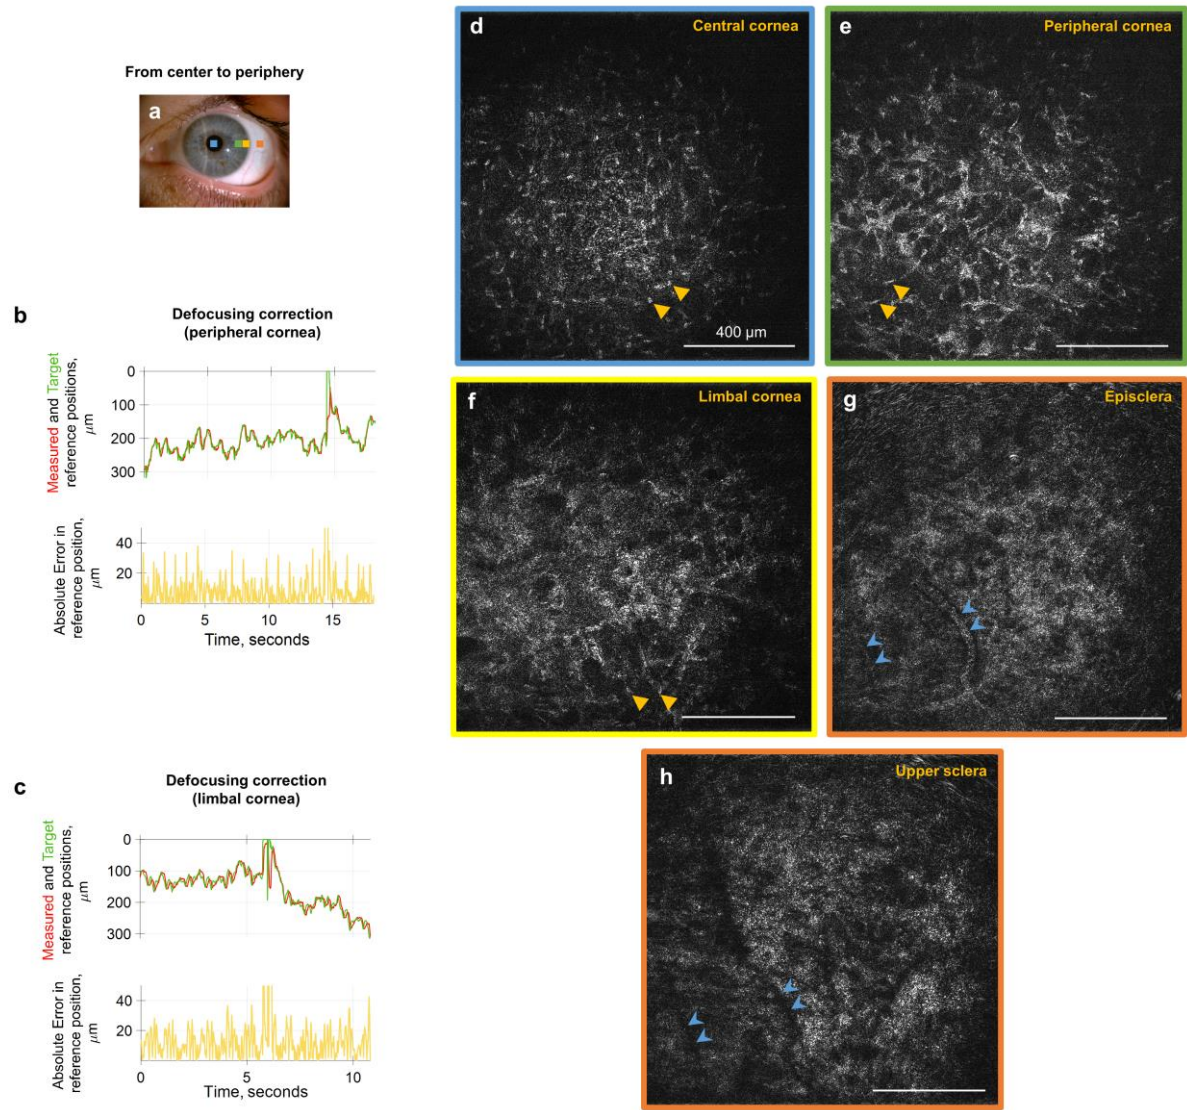 From center to periphery
a
b
Defocusing correction
(peripheral cornea)
Measured and Target
reference positions,
μm
0
100
200
300
Absolute Error in
reference position,
μm
40
20
0
5
10
15
Time, seconds
c
Defocusing correction
(limbal cornea)
Measured and Target
reference positions,
μm
0
100
200
300
Absolute Error in
reference position,
μm
40
20
0
5
10
Time, seconds
d
Central cornea
400 μm
e
Peripheral cornea
f
Limbal cornea
g
Episclera
h
Upper sclera